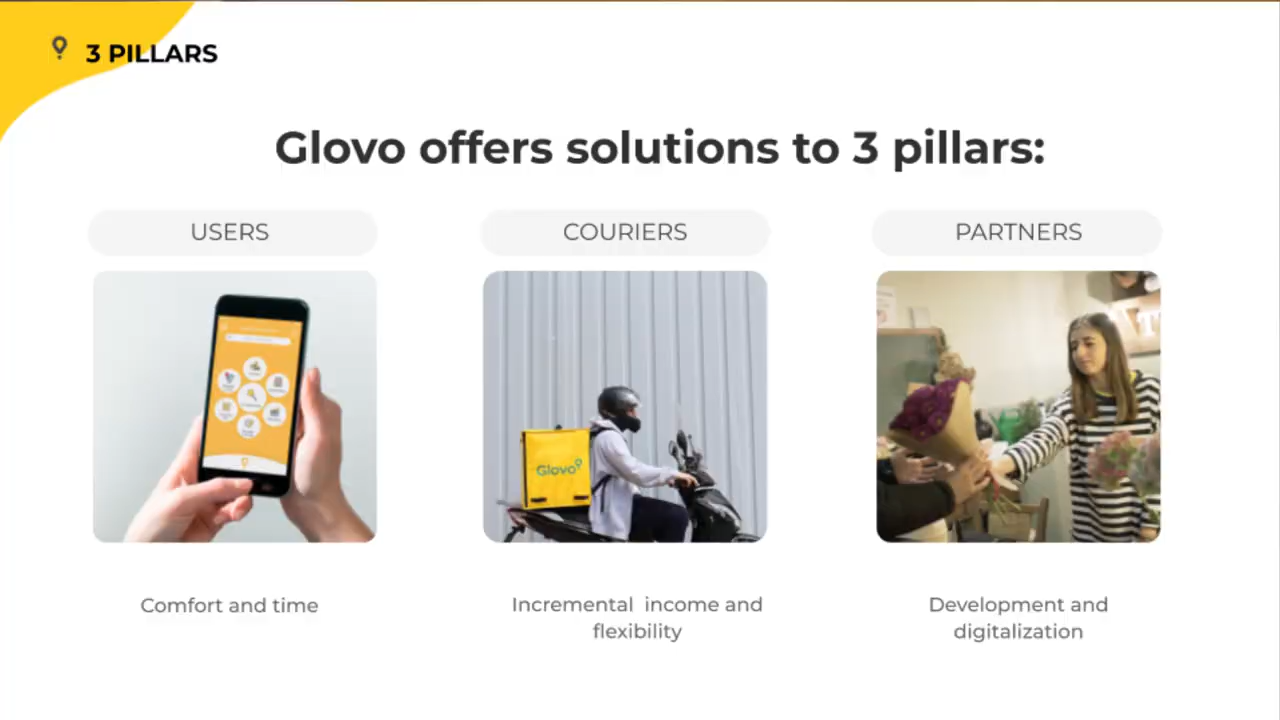 3 PILLARS
Glovo offers solutions to 3 pillars:
USERS
COURIERS
PARTNERS
Glovo
Comfort and time
Incremental income and
flexibility
Development and
digitalization